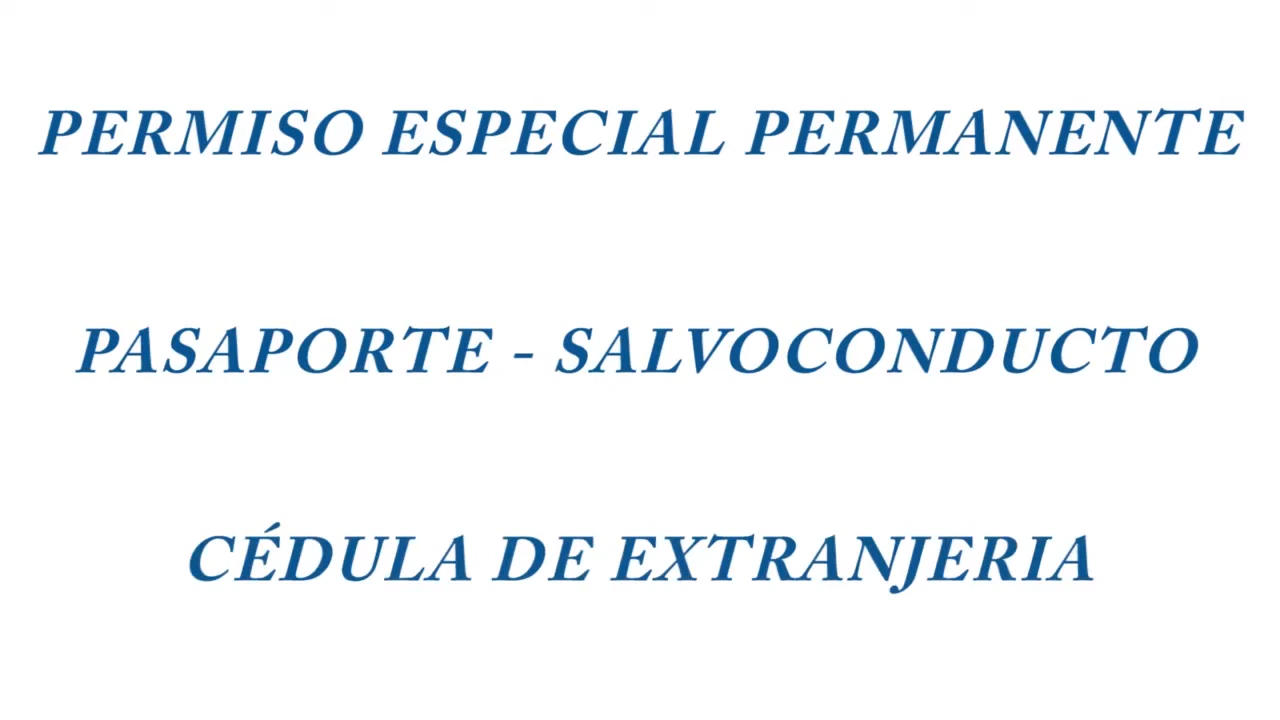 PERMISO ESPECIAL PERMANENTE
PASAPORTE - SALVOCONDUCTO
CÉDULA DE EXTRANJERIA